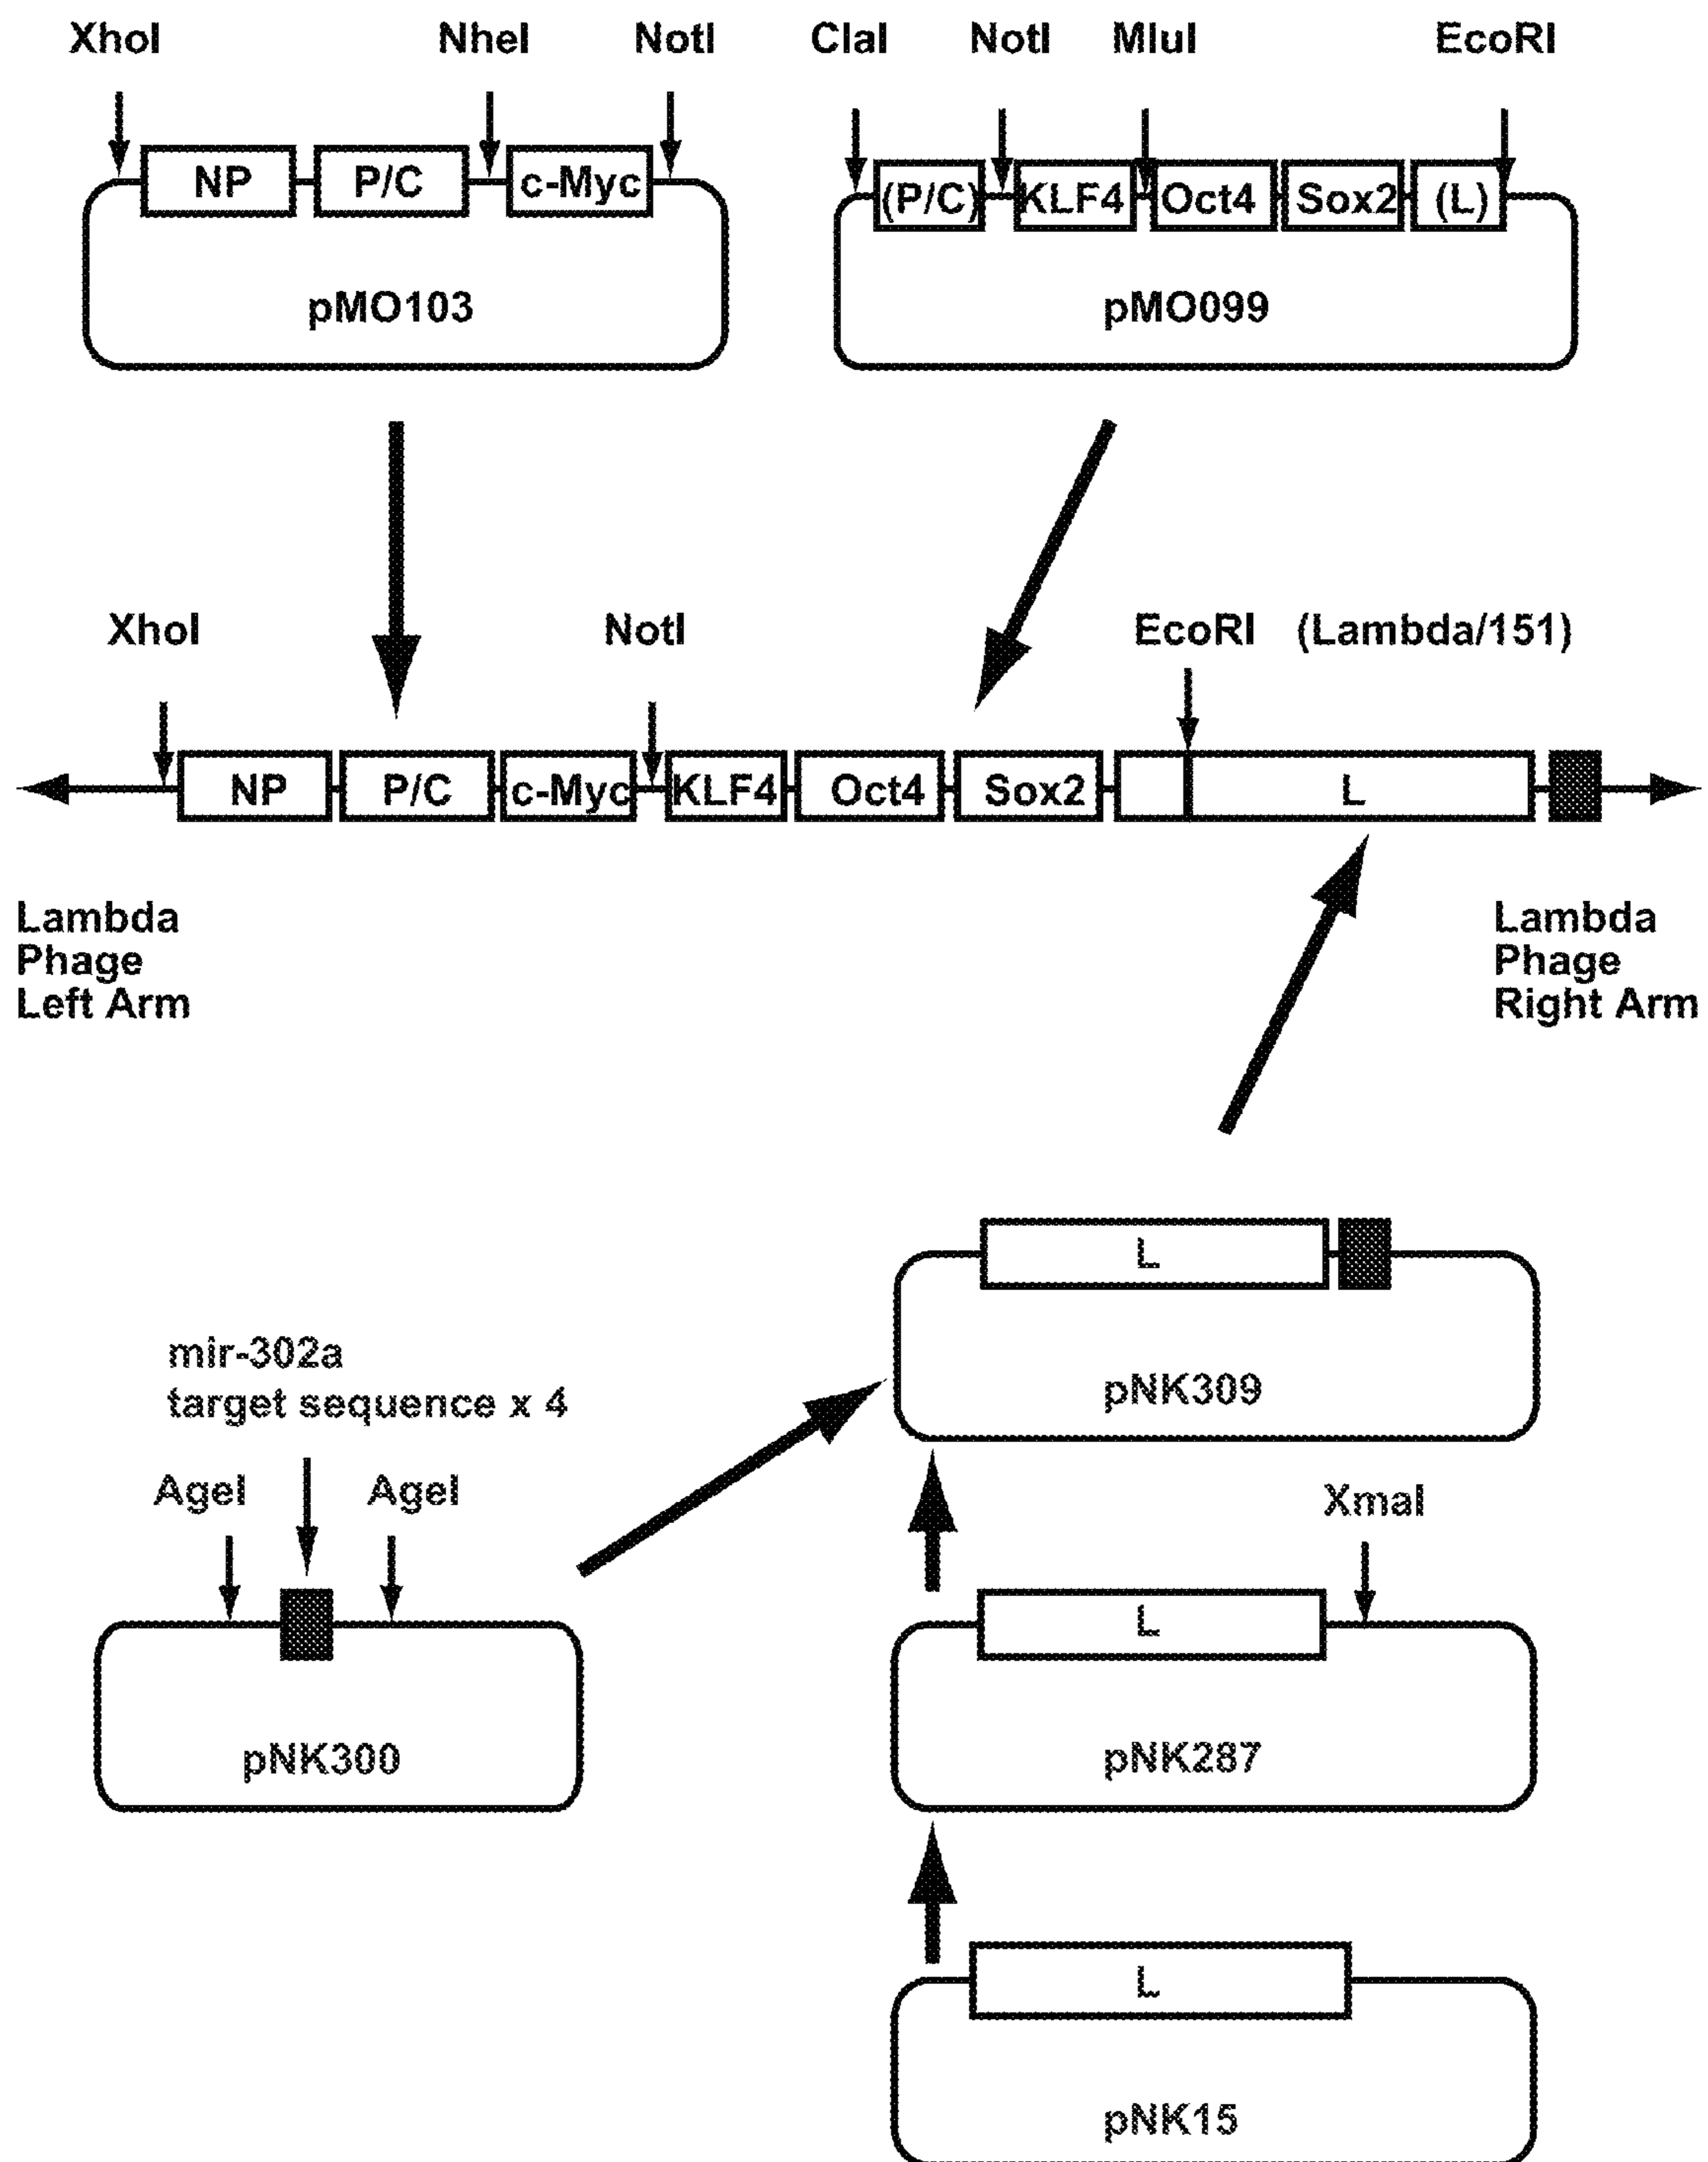 XhoI NheI NotI ClaI NotI MluI EcoRI
NP P/C c-Myc (P/C) KLF4 Oct4 Sox2 (L)
pMO103 pMO099
XhoI NotI EcoRI (Lambda/151)
NP P/C c-Myc KLF4 Oct4 Sox2 L
Lambda
Phage
Left Arm
Lambda
Phage
Right Arm
L
pNK309
mir-302a
target sequence x 4
AgeI AgeI
XmaI
L
pNK300
pNK287
L
pNK15